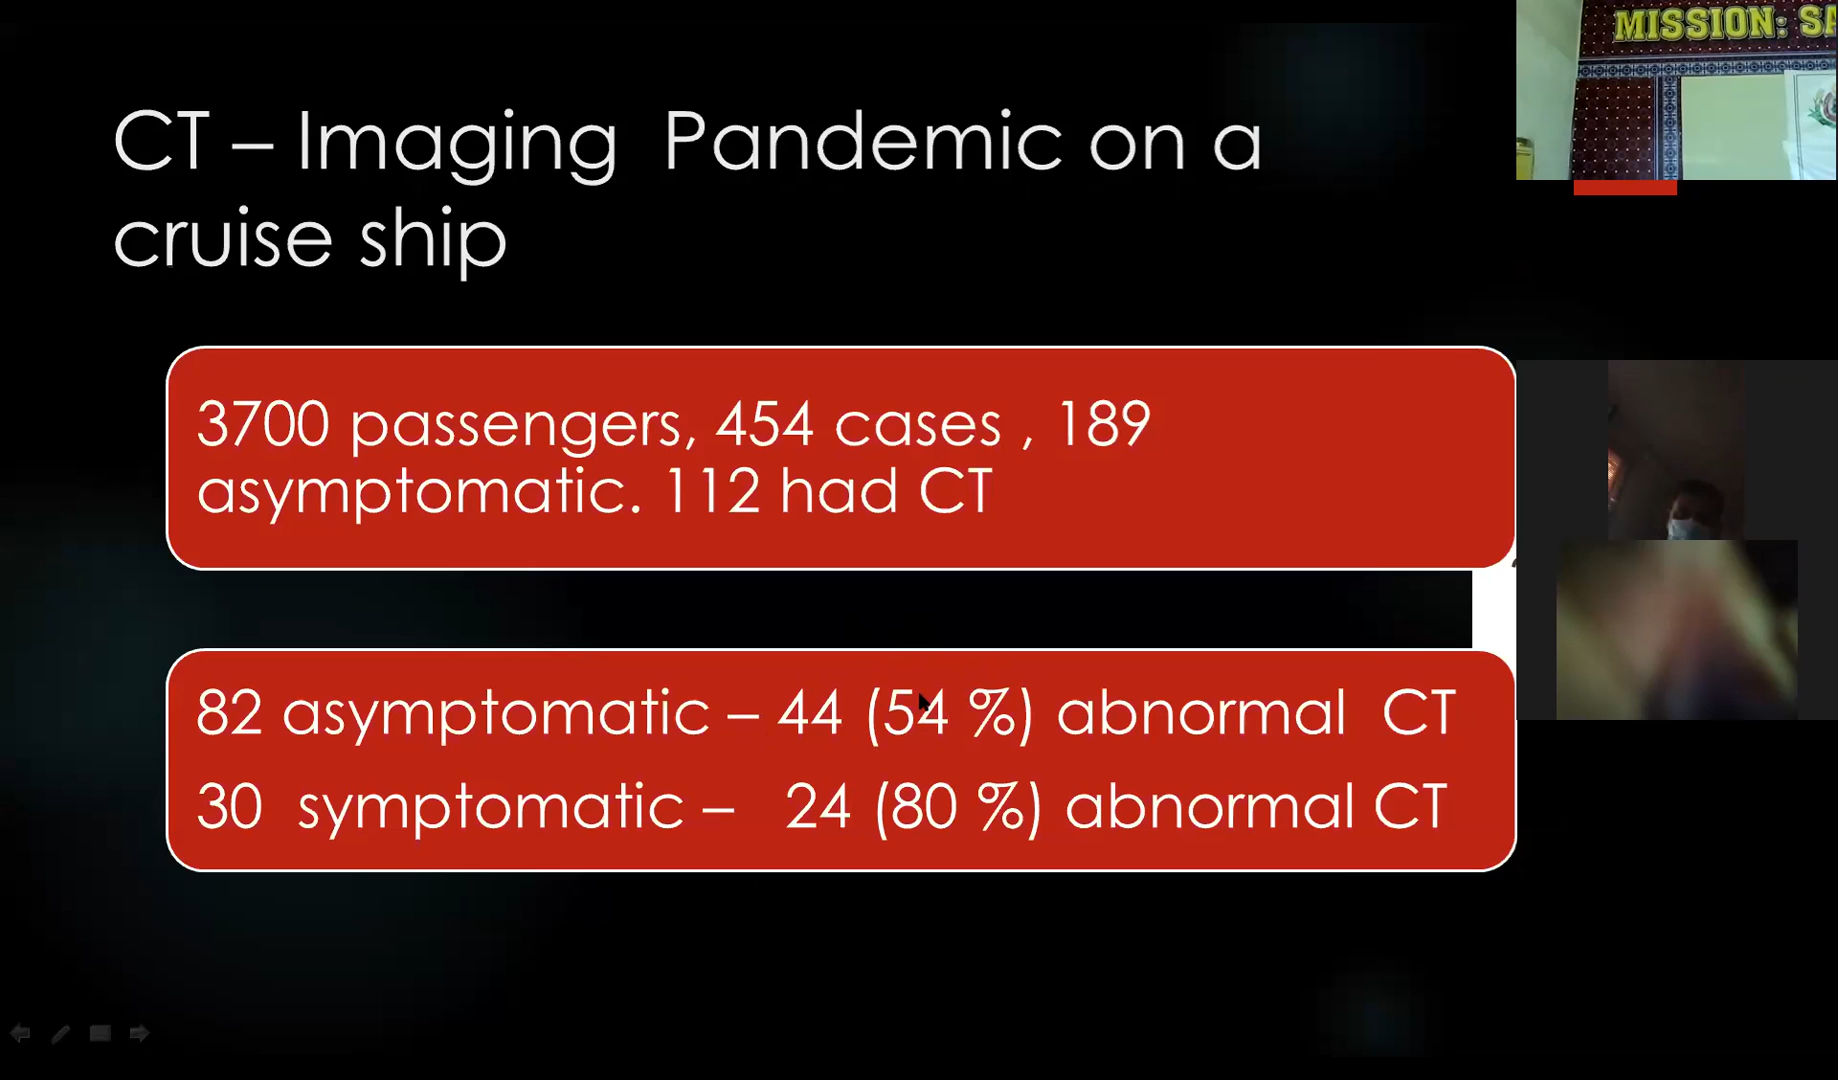 CT – Imaging Pandemic on a
cruise ship
MISSION:
3700 passengers, 454 cases , 189
asymptomatic. 112 had CT
82 asymptomatic – 44 (54 %) abnormal CT
30 symptomatic – 24 (80 %) abnormal CT